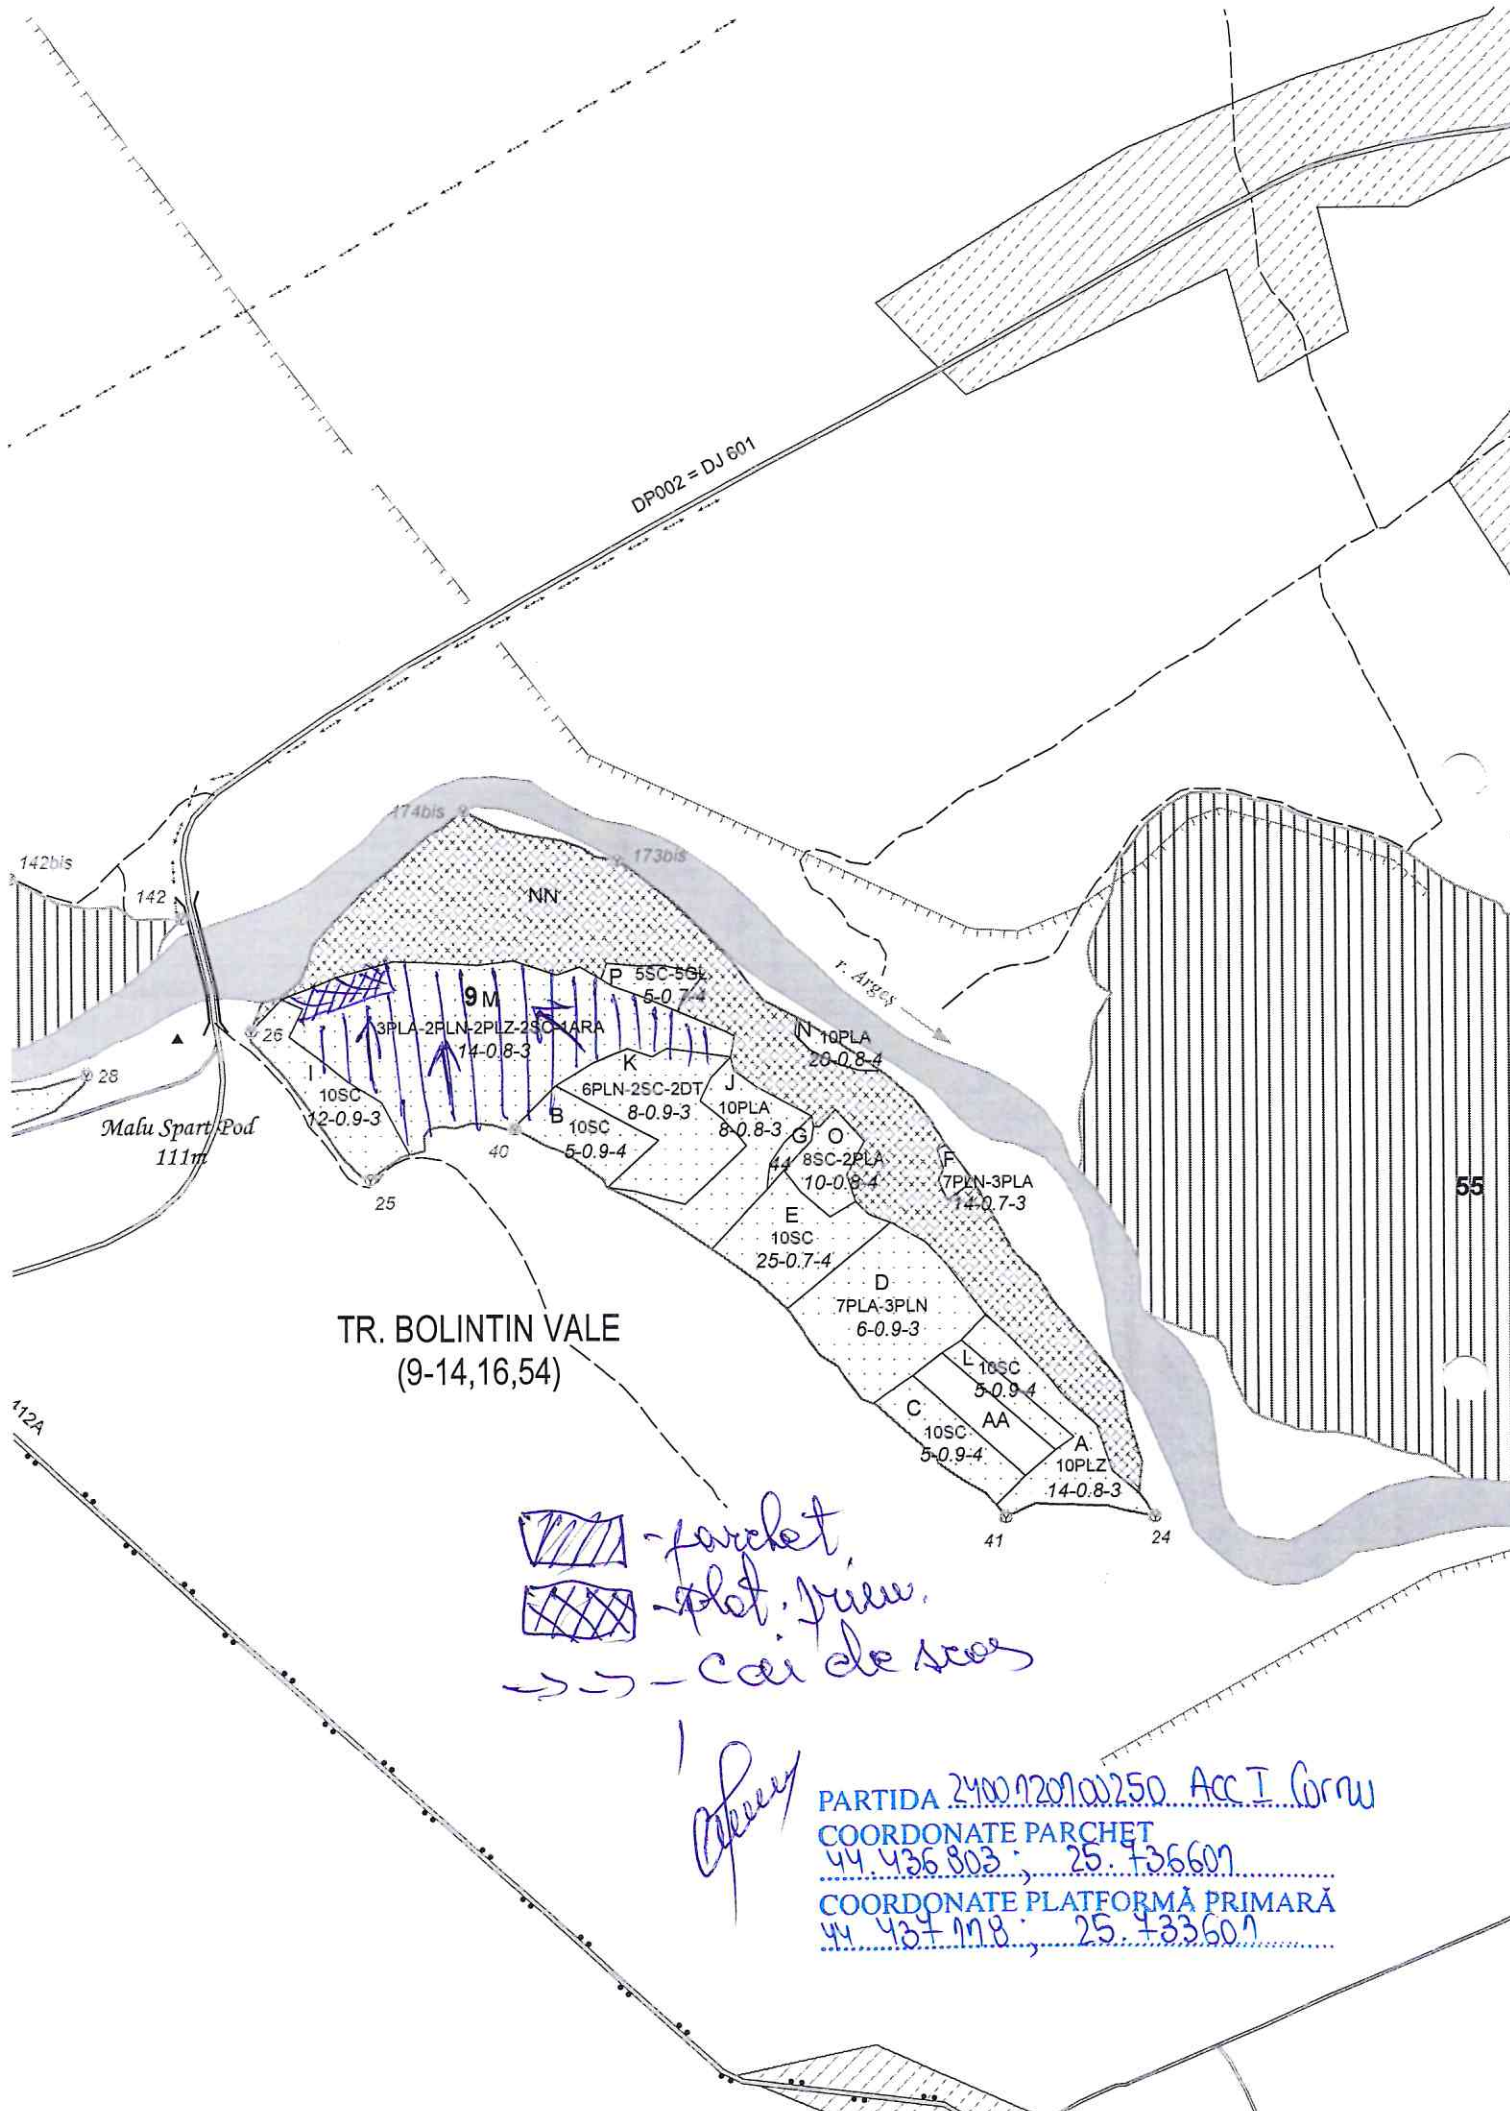 DP002 = DJ 601
174bis
173bis
142bis
142
NN
r. Argeș
P 5SC-5GL
5-0.7-4
9 M
3PLA-2PLN-2PLZ-2SC-1ARA
14-0.8-3
N 10PLA
20-0.8-4
26
28
I
10SC
12-0.9-3
K
6PLN-2SC-2DT
8-0.9-3
J
10PLA
8-0.8-3
B 10SC
5-0.9-4
Malu Spart Pod
111m
40
G
44
O
8SC-2PLA
10-0.8-4
F
7PLN-3PLA
14-0.7-3
55
25
E
10SC
25-0.7-4
D
7PLA-3PLN
6-0.9-3
TR. BOLINTIN VALE
(9-14,16,54)
L 10SC
5-0.9-4
C
10SC
5-0.9-4
AA
A
10PLZ
14-0.8-3
112A
41
24
- parchet
- plat. prim.
- Căi de scos
PARTIDA 2400120100250 Acc I Cornu
COORDONATE PARCHET
44.436803; 25.736601
COORDONATE PLATFORMĂ PRIMARĂ
44.437118; 25.733601